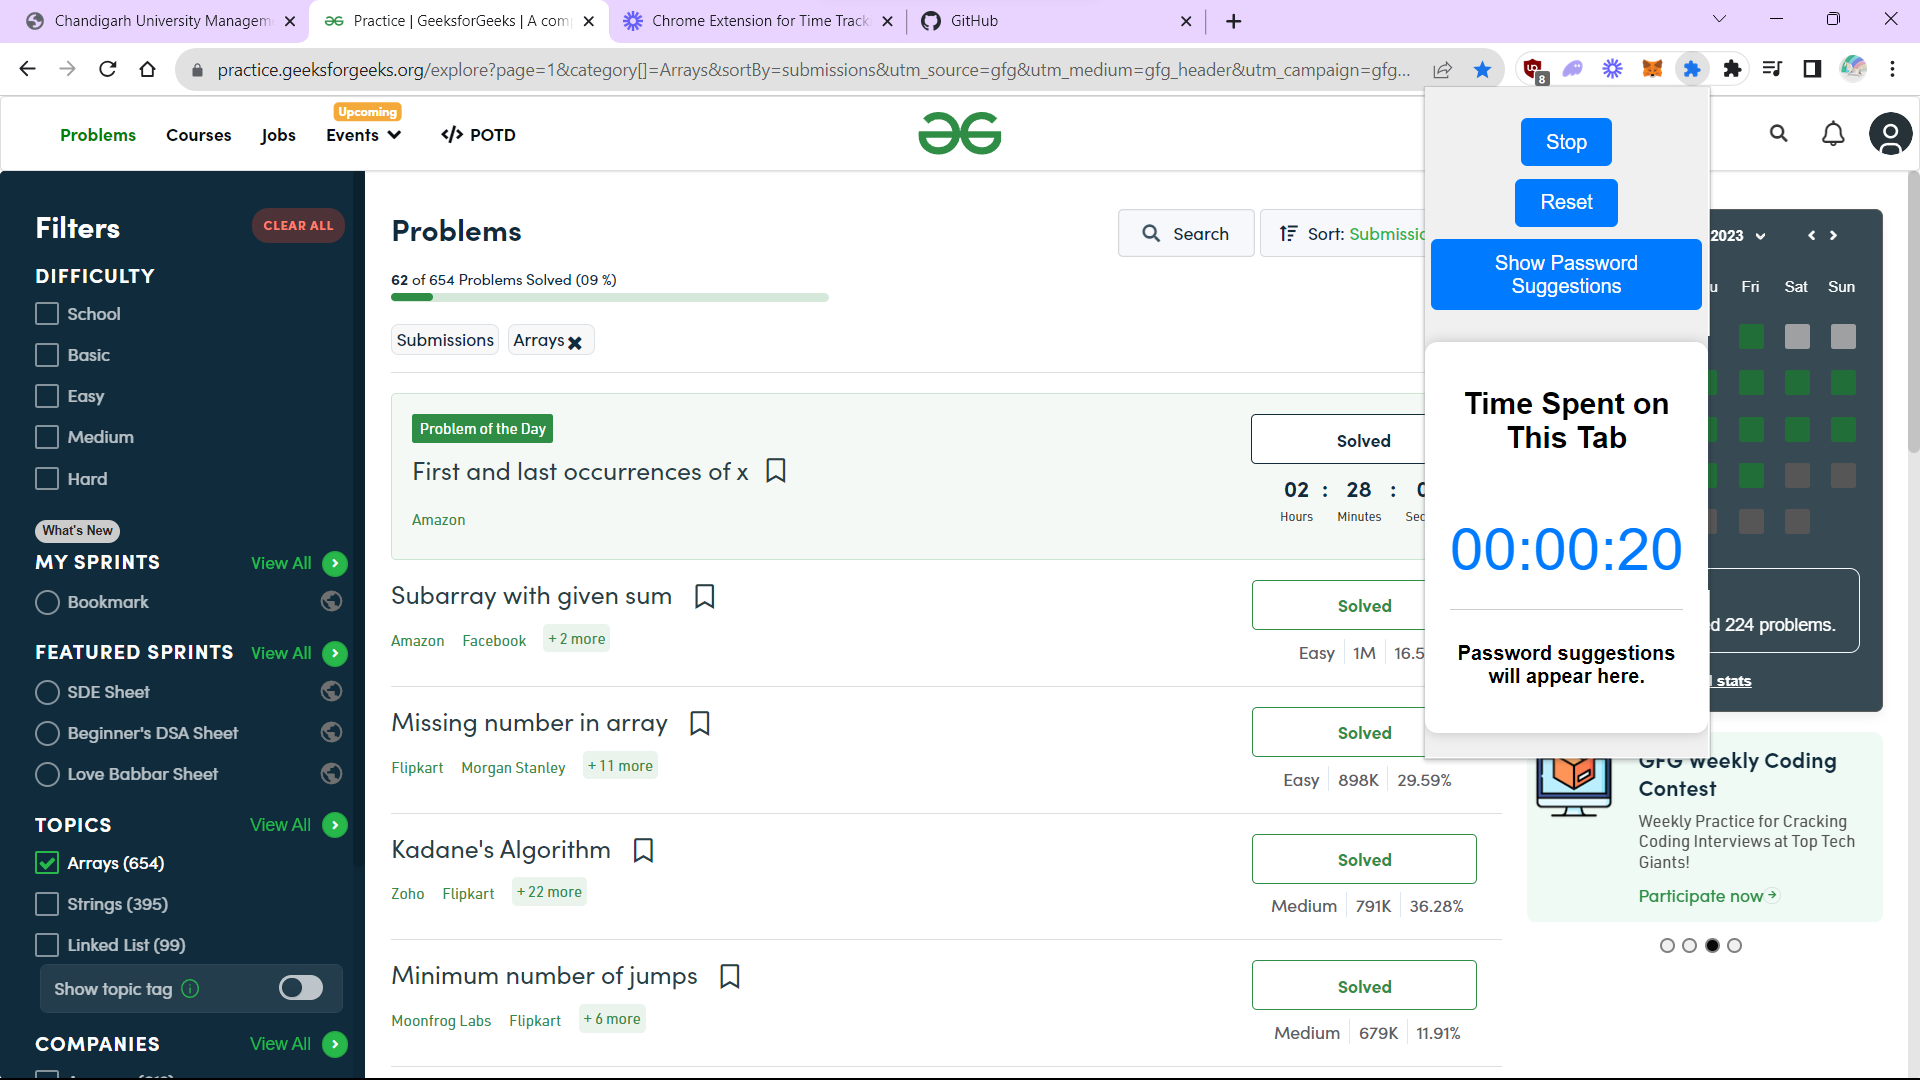 Chandigarh University Managem
Practice | GeeksforGeeks | A com
Chrome Extension for Time Track
GitHub
practice.geeksforgeeks.org/explore?page=1&category[]=Arrays&sortBy=submissions&utm_source=gfg&utm_medium=gfg_header&utm_campaign=gfg...
8
Upcoming
Problems
Courses
Jobs
Events
</> POTD
Filters
CLEAR ALL
DIFFICULTY
School
Basic
Easy
Medium
Hard
What's New
MY SPRINTS
View All
Bookmark
FEATURED SPRINTS
View All
SDE Sheet
Beginner's DSA Sheet
Love Babbar Sheet
TOPICS
View All
Arrays (654)
Strings (395)
Linked List (99)
Show topic tag
COMPANIES
View All
Problems
Search
Sort: Submissio
62 of 654 Problems Solved (09 %)
Submissions
Arrays
Problem of the Day
First and last occurrences of x
Amazon
Solved
02 : 28 :
Hours
Minutes
Sec
Subarray with given sum
Amazon
Facebook
+ 2 more
Solved
Easy
1M
16.5
Missing number in array
Flipkart
Morgan Stanley
+ 11 more
Solved
Easy
898K
29.59%
Kadane's Algorithm
Zoho
Flipkart
+ 22 more
Solved
Medium
791K
36.28%
Minimum number of jumps
Moonfrog Labs
Flipkart
+ 6 more
Solved
Medium
679K
11.91%
Stop
Reset
Show Password
Suggestions
Time Spent on
This Tab
00:00:20
Password suggestions
will appear here.
2023
u
Fri
Sat
Sun
d 224 problems.
stats
GFG Weekly Coding
Contest
Weekly Practice for Cracking
Coding Interviews at Top Tech
Giants!
Participate now